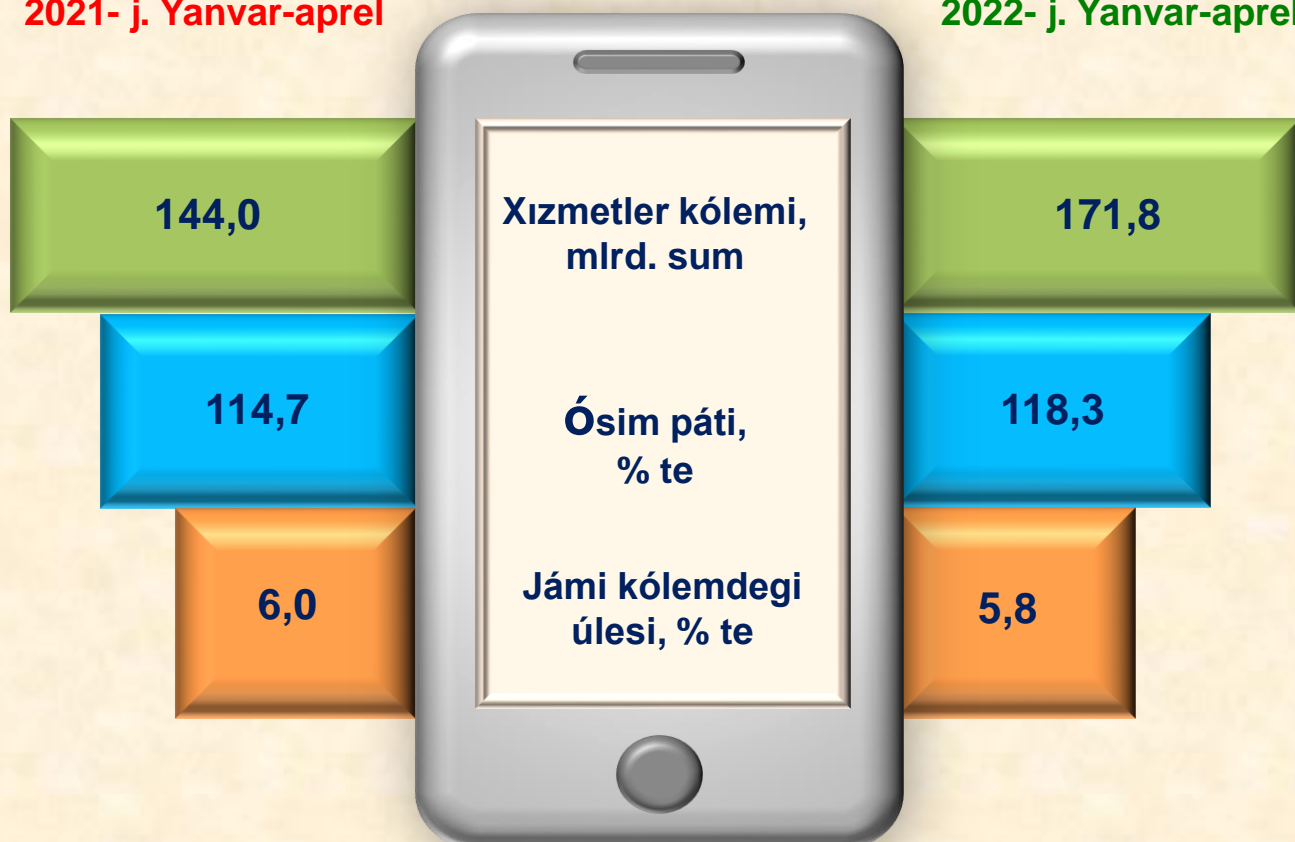 2021- j. Yanvar-aprel
2022- j. Yanvar-aprel
144,0
Xızmetler kólemi,
mlrd. sum
171,8
114,7
Ósim páti,
% te
118,3
6,0
Jámi kólemdegi
úlesi, % te
5,8